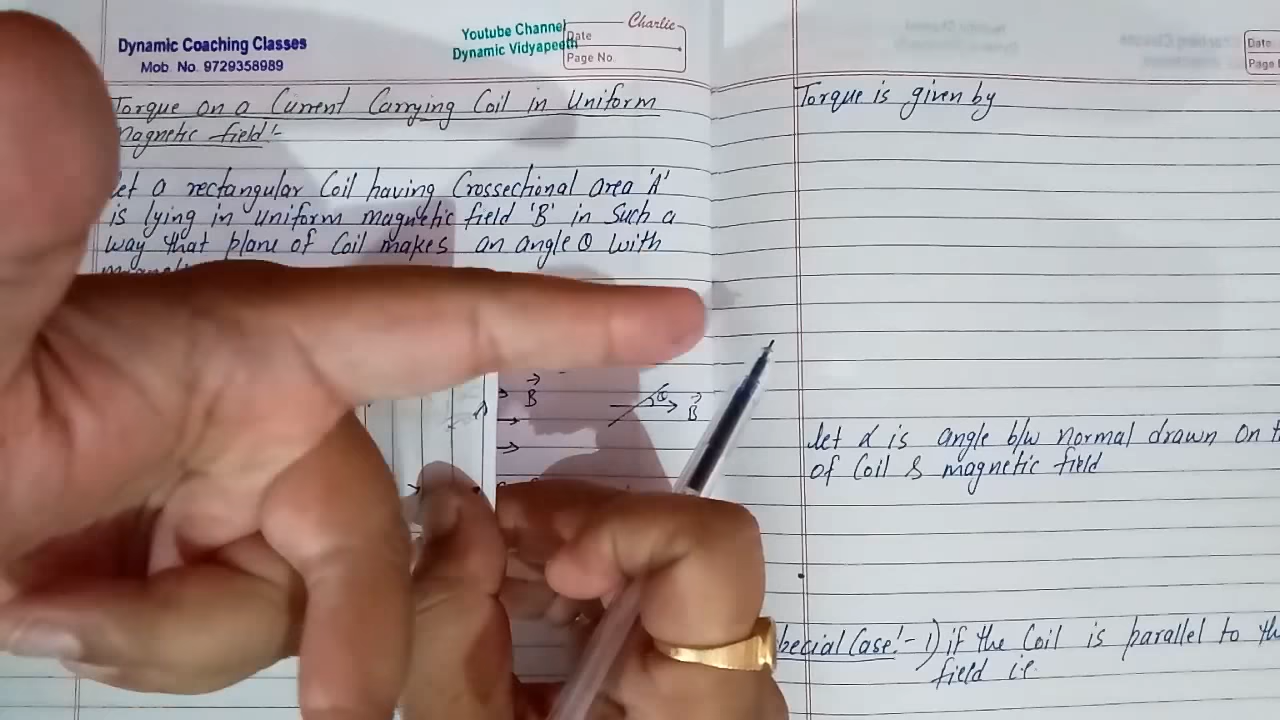 Dynamic Coaching Classes
Mob No. 9729358989
Youtube Channel
Dynamic Vidyapeeth
Charlie
Date
Page No.
Torque on a Current Carrying Coil in Uniform
Magnetic field:-
let a rectangular Coil having Crossectional area 'A'
is lying in uniform magnetic field 'B' in Such a
way that plane of Coil makes an angle θ with
B
θ
B
Torque is given by
Date
Page
let α is angle b/w normal drawn on
of Coil & magnetic field
Special Case:- 1) if the Coil is parallel to
field ie